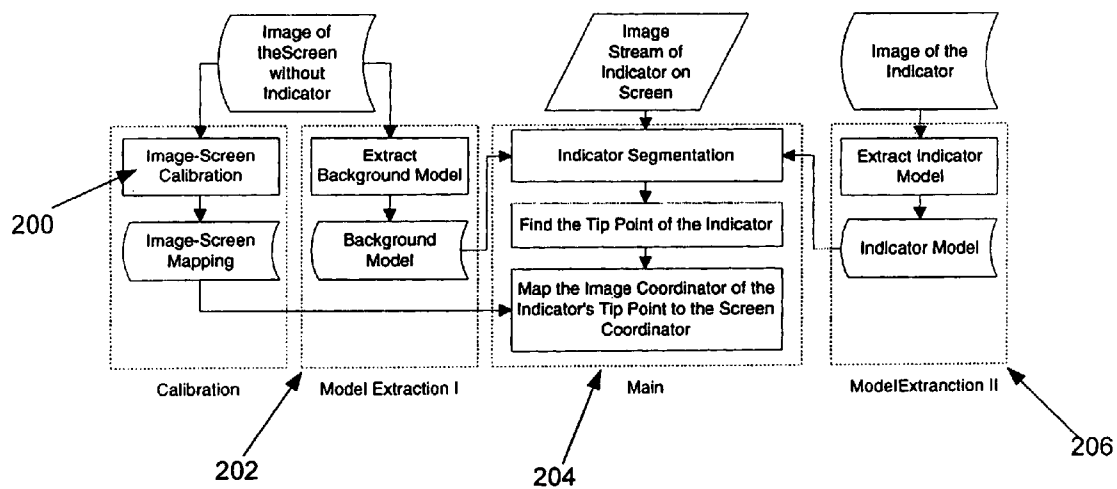 Image of
theScreen
without
Indicator
Image
Stream of
Indicator on
Screen
Image of the
Indicator
Image-Screen
Calibration
Extract
Background Model
Indicator Segmentation
Extract Indicator
Model
Image-Screen
Mapping
Background
Model
Find the Tip Point of the Indicator
Indicator Model
Map the Image Coordinator of the
Indicator's Tip Point to the Screen
Coordinator
Calibration
Model Extraction I
Main
ModelExtranction II
200
202
204
206